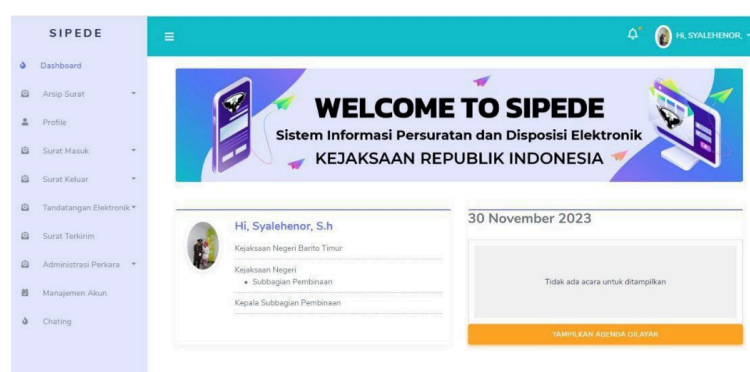 SIPEDE
Hi, SYALEHENOR,
Dashboard
Arsip Surat
Profile
Surat Masuk
Surat Keluar
Tandatangan Elektronik
Surat Terkirim
Administrasi Perkara
Manajemen Akun
Chating
WELCOME TO SIPEDE
Sistem Informasi Persuratan dan Disposisi Elektronik
KEJAKSAAN REPUBLIK INDONESIA
Hi, Syalehenor, S.h
Kejaksaan Negeri Barito Timur
Kejaksaan Negeri
• Subbagian Pembinaan
Kepala Subbagian Pembinaan
30 November 2023
Tidak ada acara untuk ditampilkan
TAMPILKAN AGENDA DILAYAR